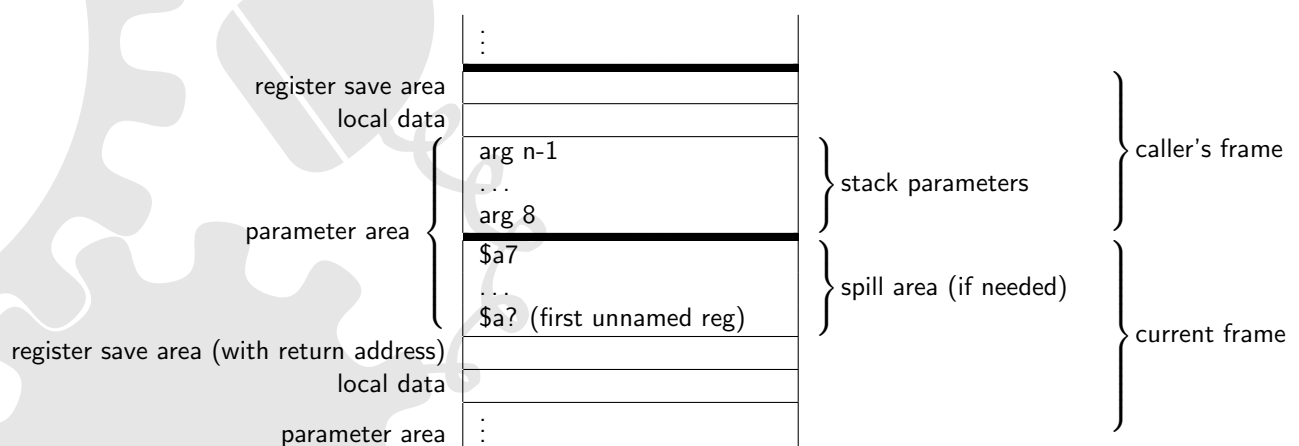 ⋮
register save area
local data
arg n-1
. . .
arg 8
parameter area
stack parameters
caller's frame
$a7
. . .
$a? (first unnamed reg)
spill area (if needed)
current frame
register save area (with return address)
local data
parameter area
⋮